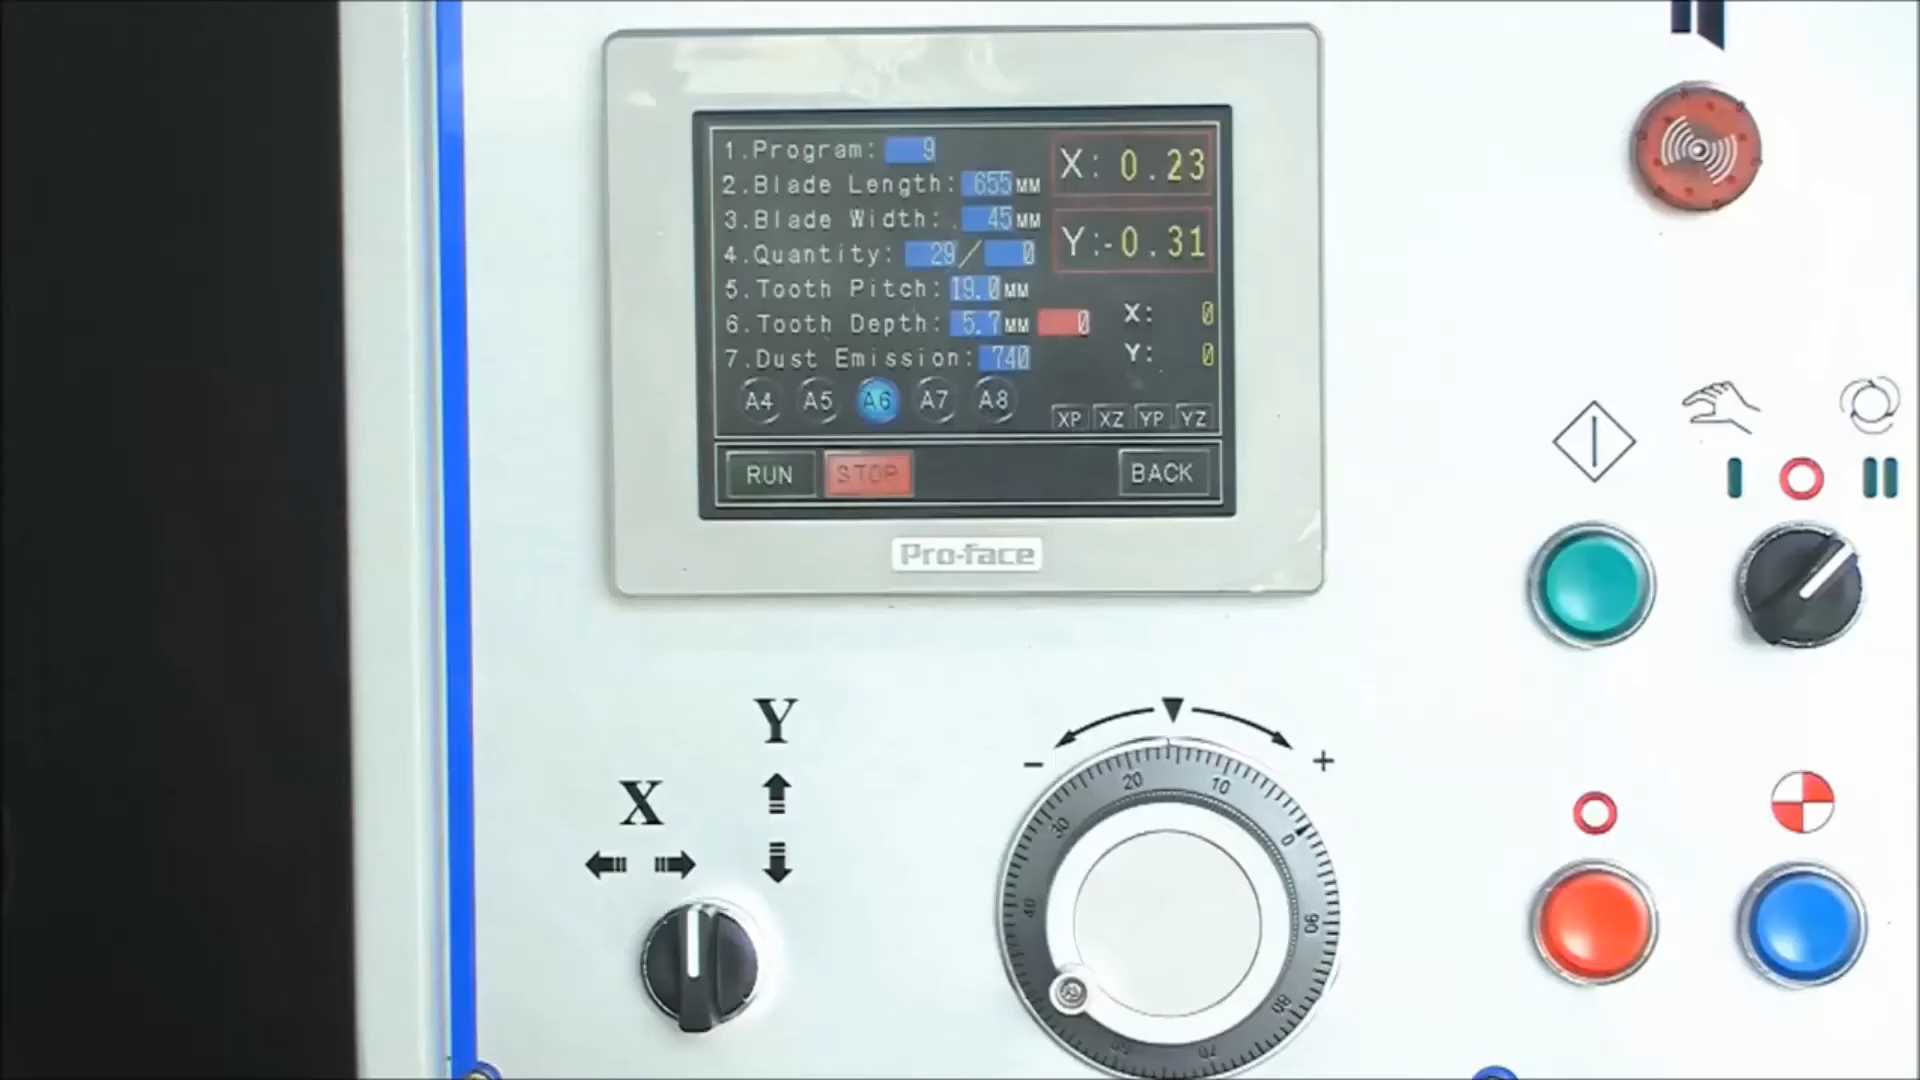 1.Program: 9
2.Blade Length: 655 MM
3.Blade Width: 45 MM
4.Quantity: 29/ 0
5.Tooth Pitch: 19.0 MM
6.Tooth Depth: 5.7 MM 0
7.Dust Emission: 740
X: 0.23
Y:-0.31
X: 0
Y: 0
A4 A5 A6 A7 A8
XP XZ YP YZ
RUN STOP BACK
Pro-face
X
Y
- +
30 20 10 0
40 90
70 80